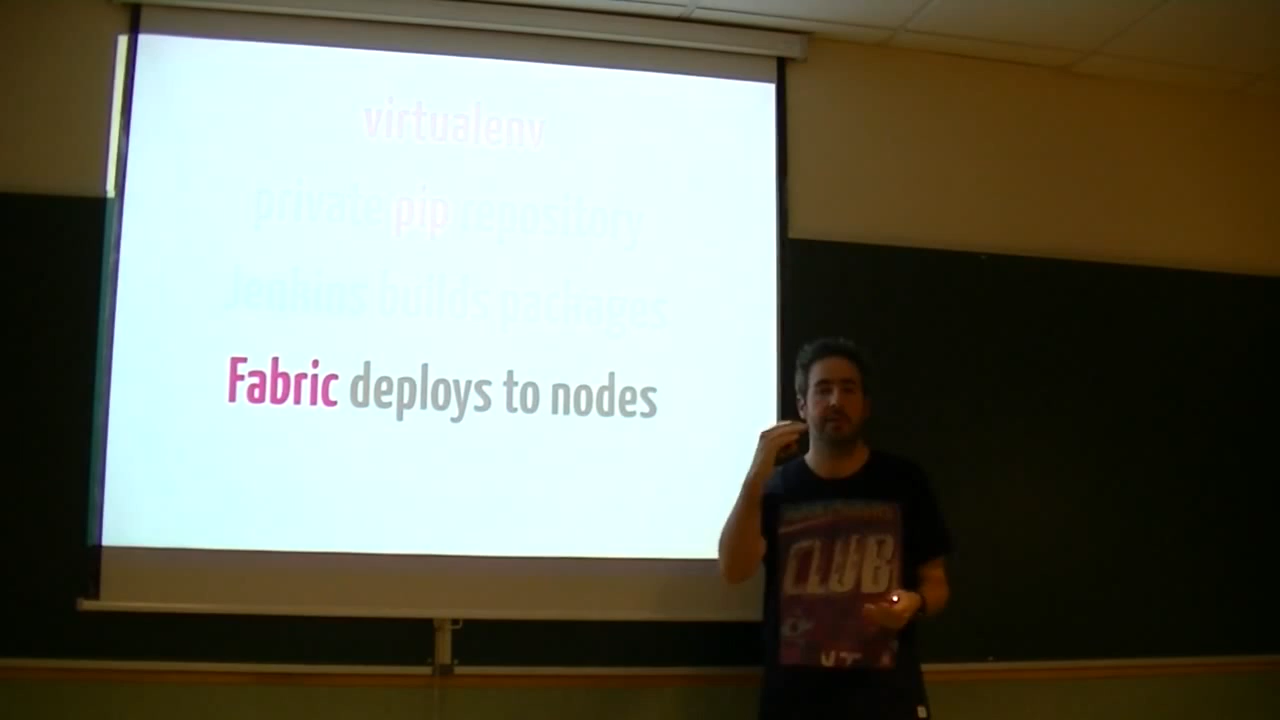 virtualenv
private pip repository
Jenkins builds packages
Fabric deploys to nodes
CLUB